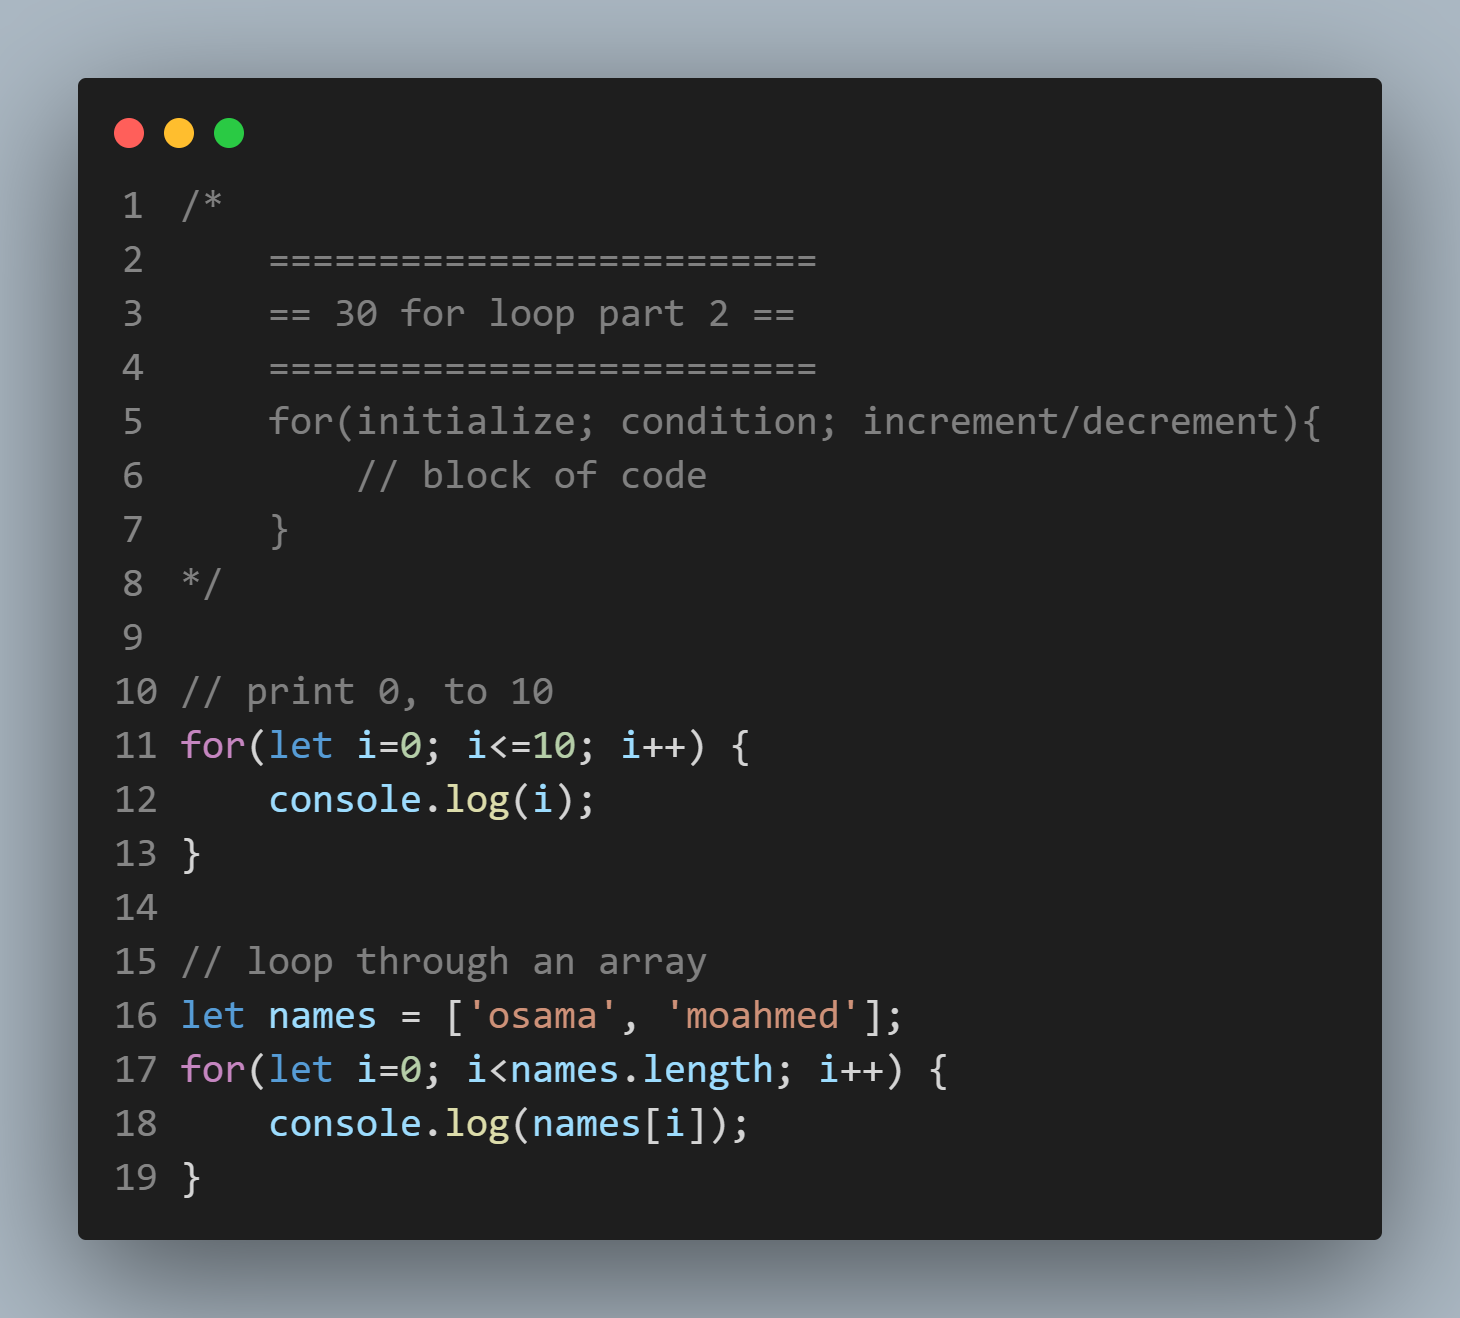 1 /*
2     =========================
3     == 30 for loop part 2 ==
4     =========================
5     for(initialize; condition; increment/decrement){
6         // block of code
7     }
8 */
9
10 // print 0, to 10
11 for(let i=0; i<=10; i++) {
12     console.log(i);
13 }
14
15 // loop through an array
16 let names = ['osama', 'moahmed'];
17 for(let i=0; i<names.length; i++) {
18     console.log(names[i]);
19 }